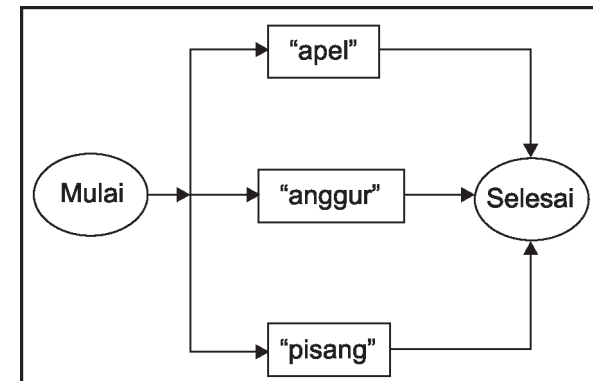 “apel”
Mulai
“anggur”
Selesai
“pisang”